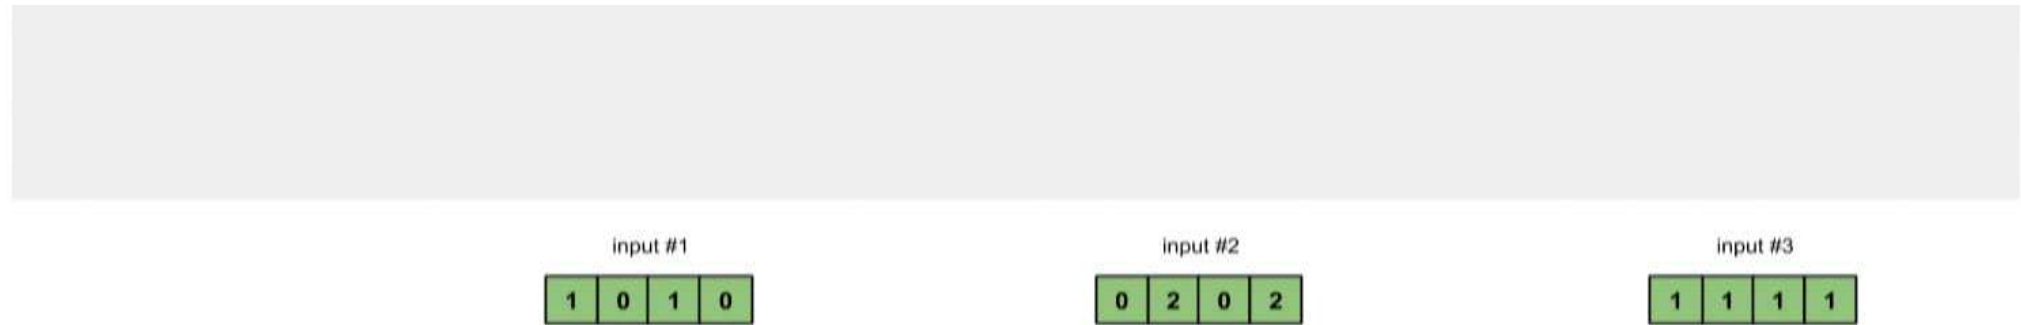 input #1 input #2 input #3
1 0 1 0 0 2 0 2 1 1 1 1